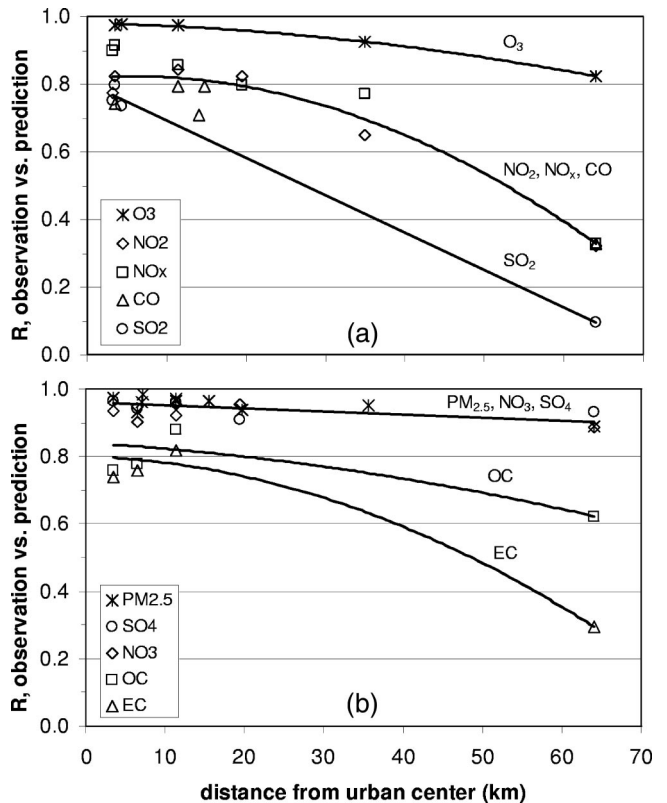 R, observation vs. prediction
1.0
0.8
0.6
0.4
0.2
0.0
(a)
O₃
NO₂, NOₓ, CO
SO₂
O3
NO2
NOx
CO
SO2
R, observation vs. prediction
1.0
0.8
0.6
0.4
0.2
0.0
PM₂.₅, NO₃, SO₄
OC
EC
PM2.5
SO4
NO3
OC
EC
(b)
0 10 20 30 40 50 60 70
distance from urban center (km)